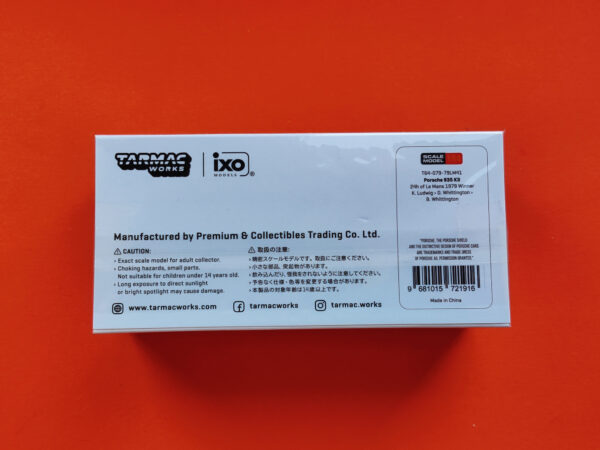 TARMAC
WORKS
ixo
MODELS
®
Manufactured by Premium & Collectibles Trading Co. Ltd.
⚠ CAUTION:
• Exact scale model for adult collector.
• Choking hazards, small parts.
Not suitable for children under 14 years old.
• Long exposure to direct sunlight
or bright spotlight may cause damage.
⚠ 取扱の注意:
• 精密スケールモデルです。取扱にご注意ください。
• 小さな部品、突起物があります。
• 飲み込んだり、怪我をされないように注意してください。
• 予告なく仕様・色等を変更する場合があります。
• 本製品の対象年齢は14歳以上です。
www.tarmacworks.com
tarmacworks
tarmac.works
SCALE
MODEL
T64-079-79LM41
Porsche 935 K3
24h of Le Mans 1979 Winner
K. Ludwig • D. Whittington •
B. Whittington
"PORSCHE, THE PORSCHE SHIELD
AND THE DISTINCTIVE DESIGN OF PORSCHE CARS
ARE TRADEMARKS AND TRADE DRESS
OF PORSCHE AG. PERMISSION GRANTED."
9 661015 721916
Made in China